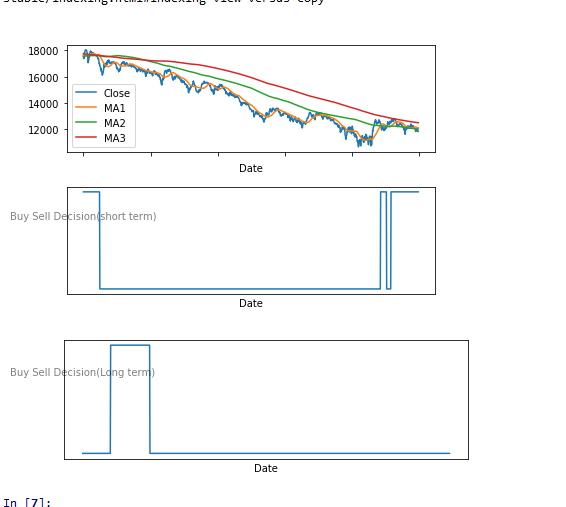 stable/indexing.html#indexing-view-versus-copy
18000
16000
14000
12000
Close
MA1
MA2
MA3
Date
Buy Sell Decision(short term)
Date
Buy Sell Decision(Long term)
Date
In [7]: